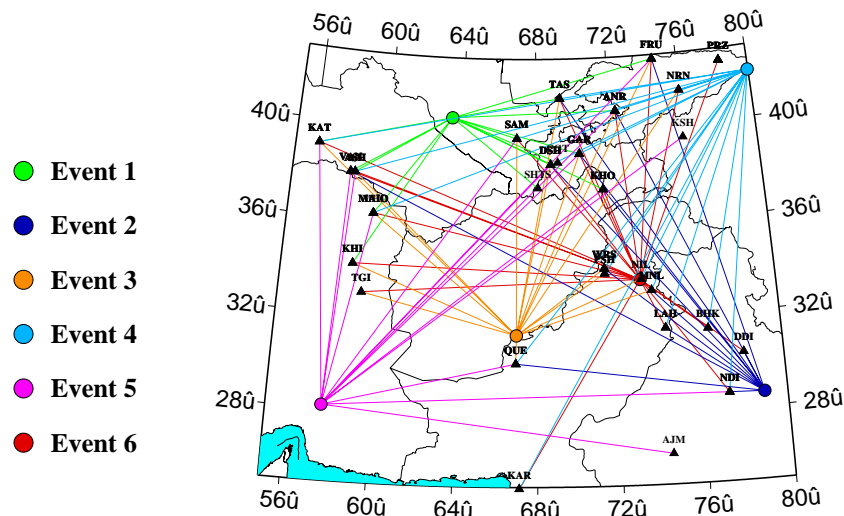 56û 60û 64û 68û 72û 76û 80û
FRU PRZ
NRN
TAS
ANR
40û 40û
KAT SAM KSH
GAR
Event 1
DSH
SHTS KHO
Event 2 MAIO
36û 36û
KHI
Event 3 TGI
NIL
MNL
32û 32û
LAH BHK
Event 4 DDI
QUE
NDI
Event 5
28û 28û
Event 6 AJM
KAR
56û 60û 64û 68û 72û 76û 80û